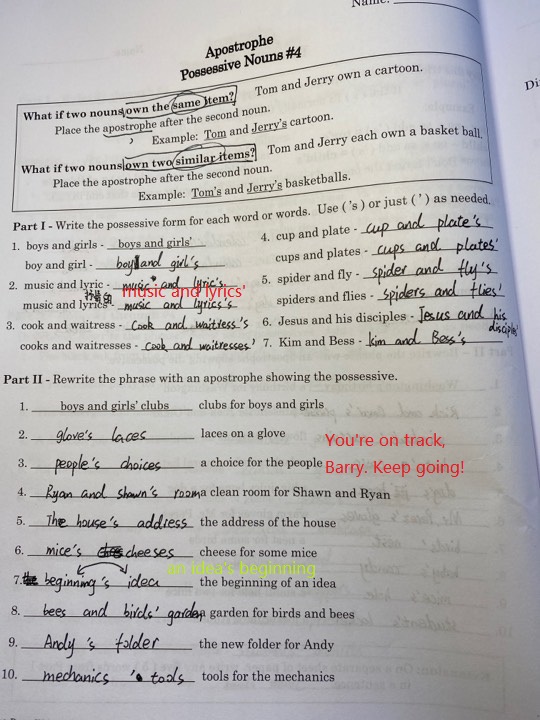 Name:
Apostrophe
Possessive Nouns #4
What if two nouns own the same item? Tom and Jerry own a cartoon.
Place the apostrophe after the second noun.
Example: Tom and Jerry's cartoon.
What if two nouns own two similar items? Tom and Jerry each own a basket ball.
Place the apostrophe after the second noun.
Example: Tom's and Jerry's basketballs.
Part I - Write the possessive form for each word or words. Use ('s) or just (') as needed.
1. boys and girls - boys and girls'
boy and girl - boy and girl's
2. music and lyric - music and lyric's
music and lyrics - music and lyric's
music and lyrics'
3. cook and waitress - Cook and waitress's
cooks and waitresses - cook and waitresses'
4. cup and plate - cup and plate's
cups and plates - cups and plates'
5. spider and fly - spider and fly's
spiders and flies - spiders and flies'
6. Jesus and his disciples - Jesus and his
7. Kim and Bess - kim and Bess's
Part II - Rewrite the phrase with an apostrophe showing the possessive.
1. boys and girls' clubs clubs for boys and girls
2. glove's laces laces on a glove
3. people's choices a choice for the people
You're on track,
Barry. Keep going!
4. Ryan and shawn's room a clean room for Shawn and Ryan
5. The house's address the address of the house
6. mice's cheeses cheese for some mice
an idea's beginning
7. beginning's idea the beginning of an idea
8. bees and birds' garden a garden for birds and bees
9. Andy's folder the new folder for Andy
10. mechanics ' tools tools for the mechanics